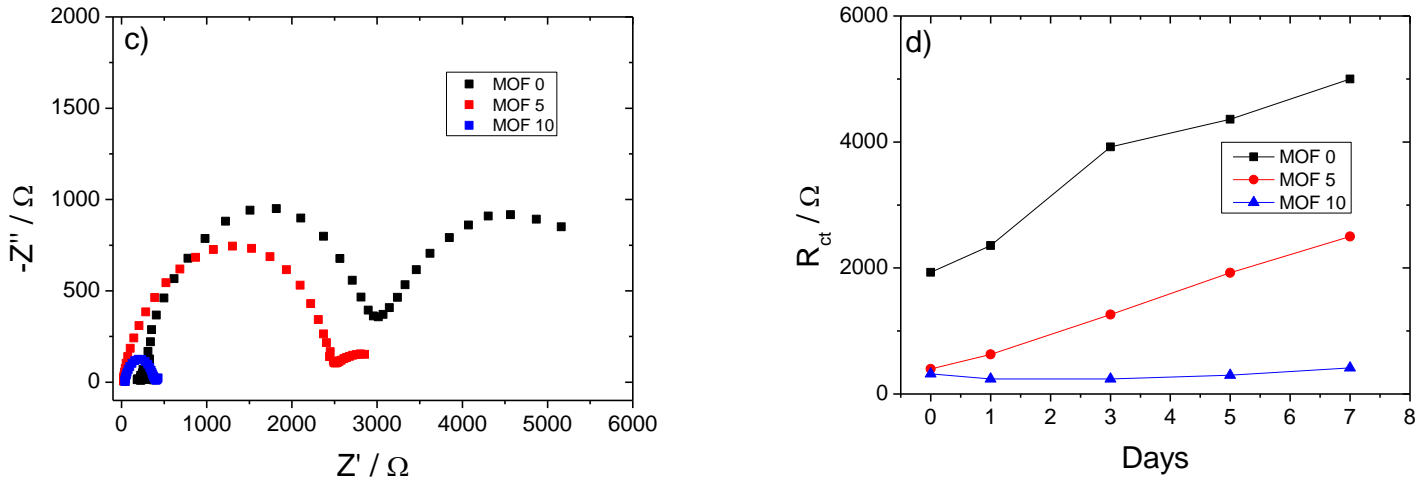 c)
2000
1500
1000
500
0
-Z'' / Ω
MOF 0
MOF 5
MOF 10
0 1000 2000 3000 4000 5000 6000
Z' / Ω
d)
6000
4000
2000
0
R_ct / Ω
MOF 0
MOF 5
MOF 10
0 1 2 3 4 5 6 7 8
Days